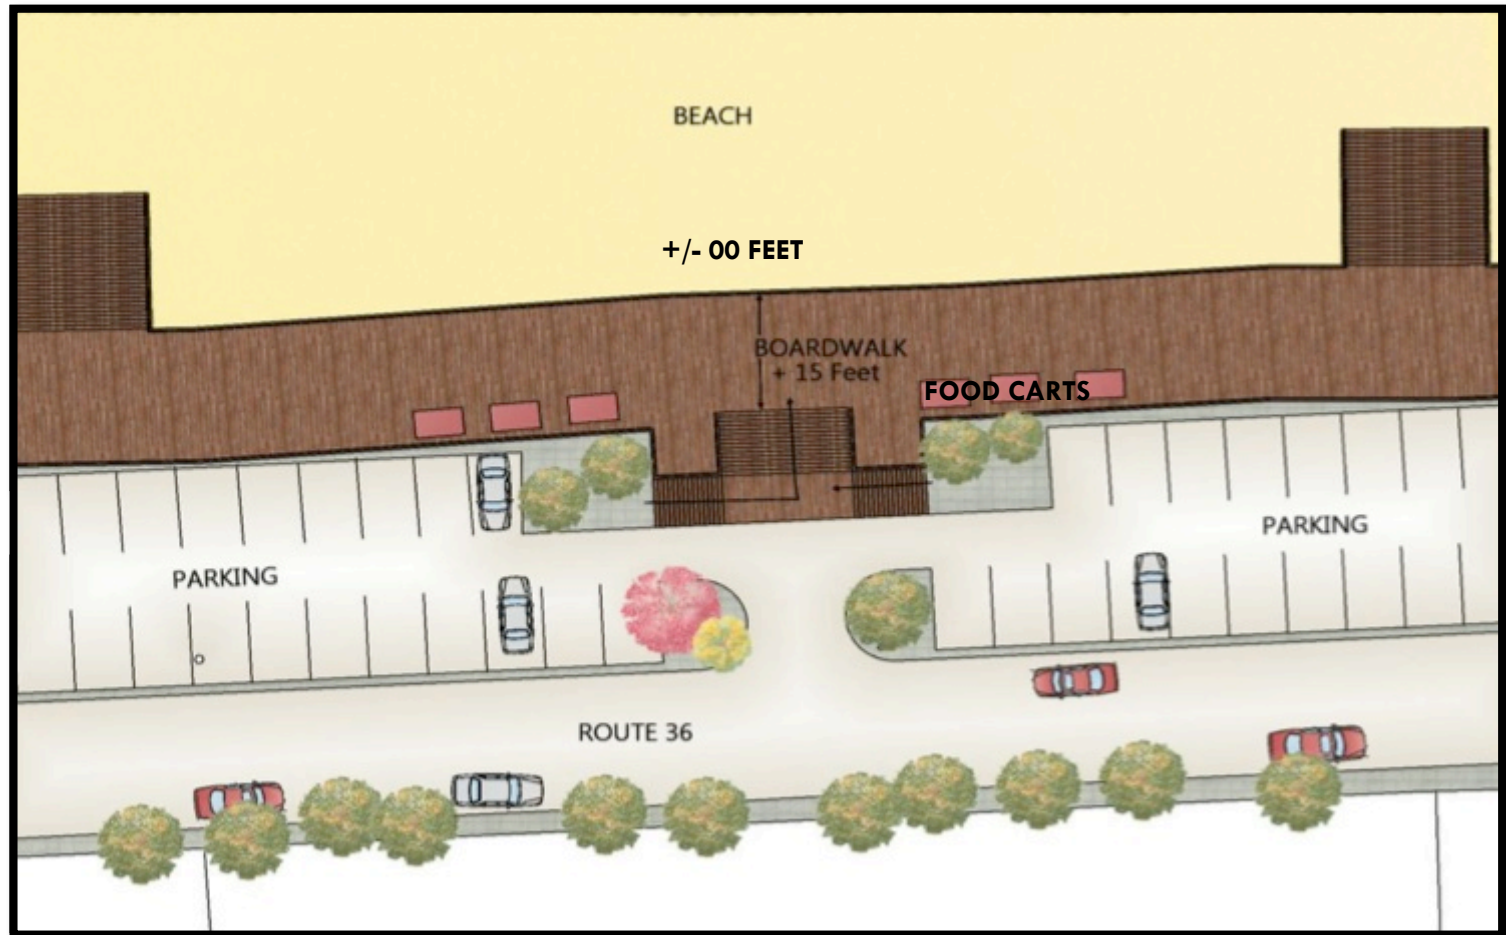 BEACH
+/- 00 FEET
BOARDWALK
+ 15 Feet
FOOD CARTS
PARKING
PARKING
ROUTE 36